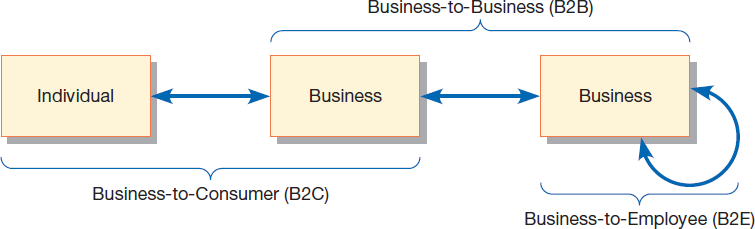 Business-to-Business (B2B)
Individual
Business
Business
Business-to-Consumer (B2C)
Business-to-Employee (B2E)